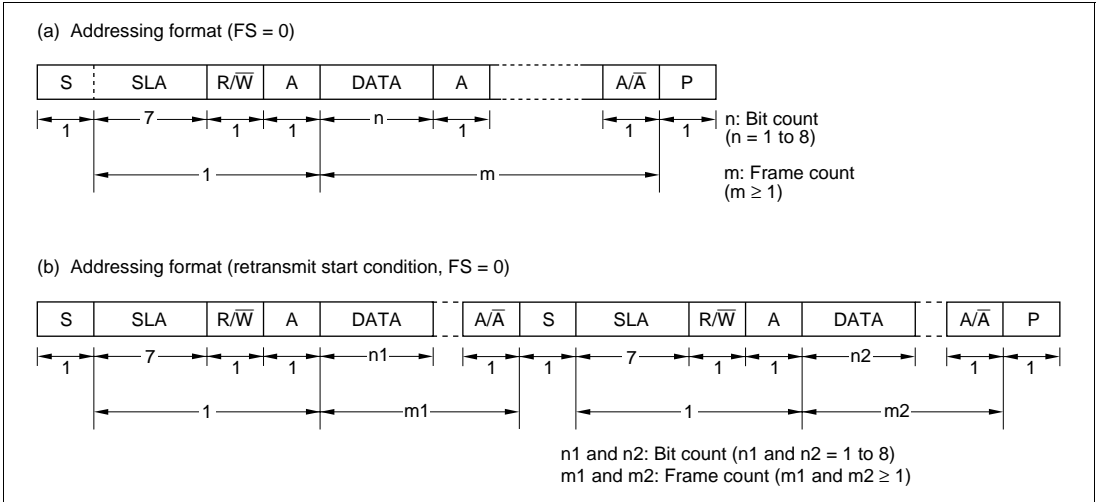 (a) Addressing format (FS = 0)
S SLA R/W̅ A DATA A A/A̅ P
1 7 1 1 n 1 1 1
n: Bit count
(n = 1 to 8)
1 m
m: Frame count
(m ≥ 1)
(b) Addressing format (retransmit start condition, FS = 0)
S SLA R/W̅ A DATA A/A̅ S SLA R/W̅ A DATA A/A̅ P
1 7 1 1 n1 1 1 7 1 1 n2 1 1
1 m1 1 m2
n1 and n2: Bit count (n1 and n2 = 1 to 8)
m1 and m2: Frame count (m1 and m2 ≥ 1)